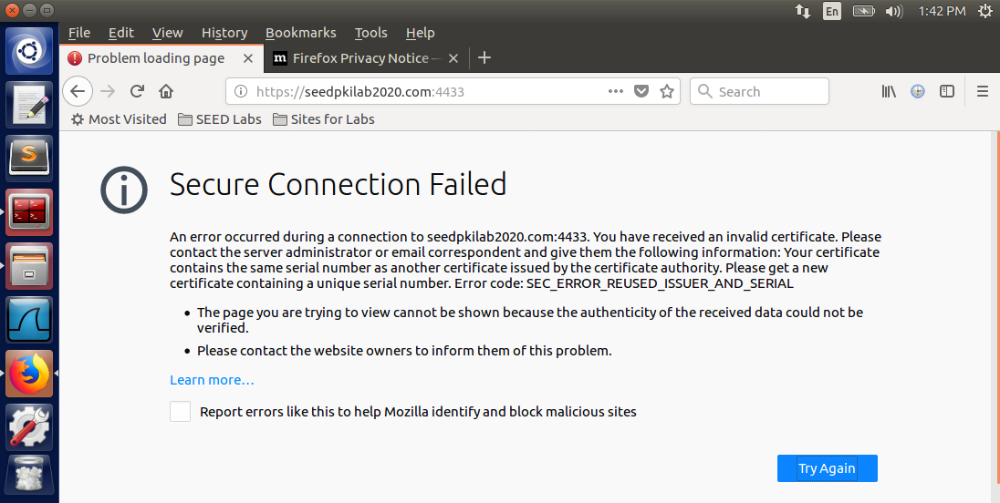 En
1:42 PM
File Edit View History Bookmarks Tools Help
Problem loading page
m Firefox Privacy Notice —
https://seedpkilab2020.com:4433
Search
Most Visited SEED Labs Sites for Labs
Secure Connection Failed
An error occurred during a connection to seedpkilab2020.com:4433. You have received an invalid certificate. Please
contact the server administrator or email correspondent and give them the following information: Your certificate
contains the same serial number as another certificate issued by the certificate authority. Please get a new
certificate containing a unique serial number. Error code: SEC_ERROR_REUSED_ISSUER_AND_SERIAL
• The page you are trying to view cannot be shown because the authenticity of the received data could not be
verified.
• Please contact the website owners to inform them of this problem.
Learn more…
Report errors like this to help Mozilla identify and block malicious sites
Try Again